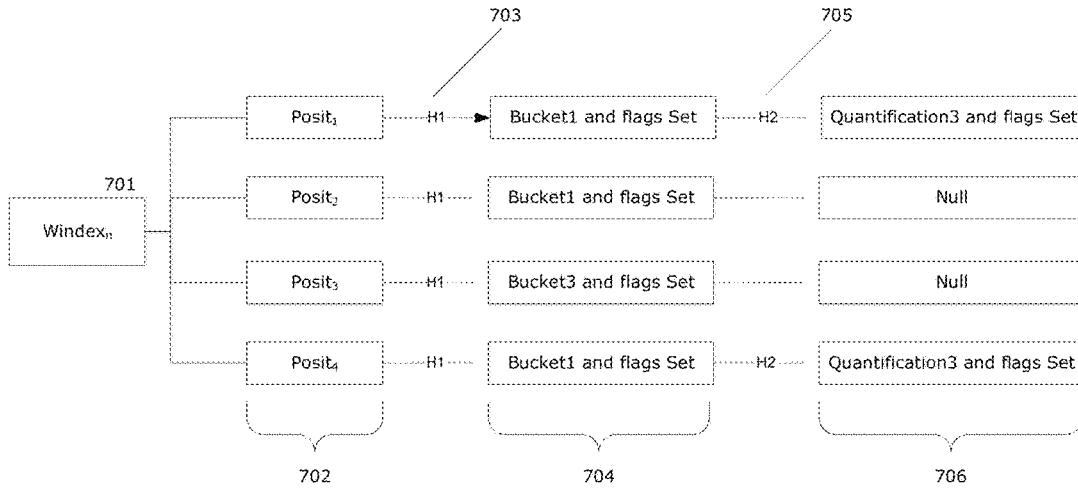 703
705
Posit₁
H1
Bucket1 and flags Set
H2
Quantification3 and flags Set
701
Windexₙ
Posit₂
H1
Bucket1 and flags Set
Null
Posit₃
H1
Bucket3 and flags Set
Null
Posit₄
H1
Bucket1 and flags Set
H2
Quantification3 and flags Set
702
704
706